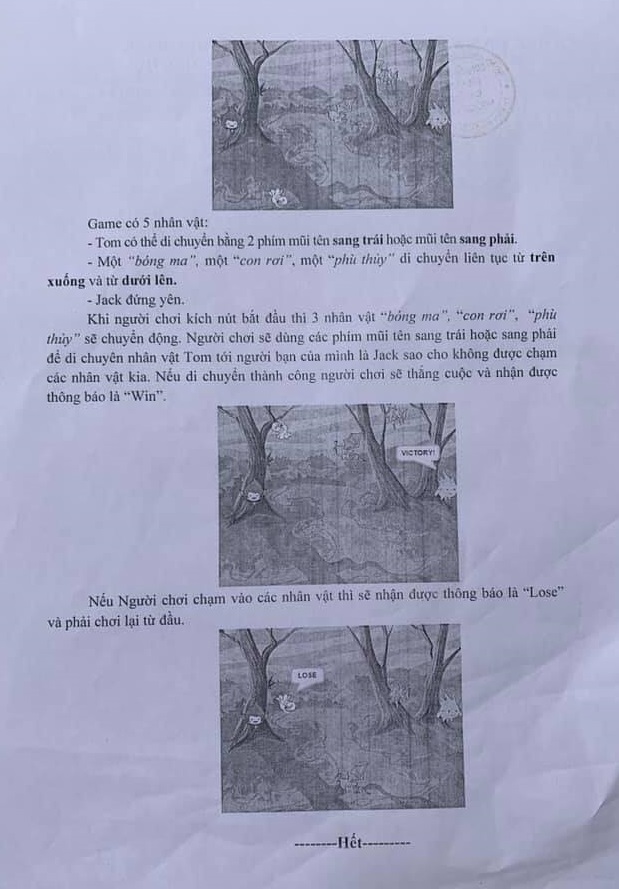 Game có 5 nhân vật:
- Tom có thể di chuyển bằng 2 phím mũi tên sang trái hoặc mũi tên sang phải.
- Một “bóng ma”, một “con rơi”, một “phù thủy” di chuyển liên tục từ trên
xuống và từ dưới lên.
- Jack đứng yên.
Khi người chơi kích nút bắt đầu thì 3 nhân vật “bóng ma”, “con rơi”, “phù
thủy” sẽ chuyển động. Người chơi sẽ dùng các phím mũi tên sang trái hoặc sang phải
để di chuyên nhân vật Tom tới người bạn của mình là Jack sao cho không được chạm
các nhân vật kia. Nếu di chuyển thành công người chơi sẽ thắng cuộc và nhận được
thông báo là “Win”.
VICTORY!
Nếu Người chơi chạm vào các nhân vật thì sẽ nhận được thông báo là “Lose”
và phải chơi lại từ đầu.
LOSE
--------Hết---------